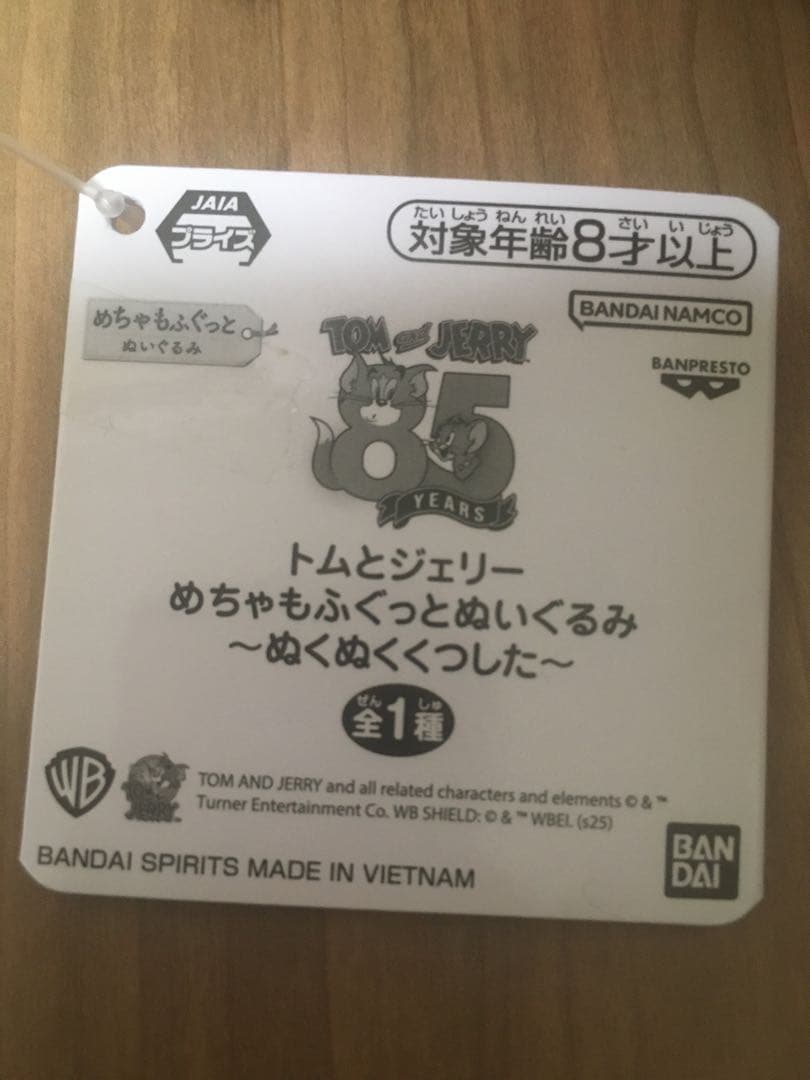 JAIA
プライズ
たいしょうねんれい さいいじょう
対象年齢8才以上
めちゃもふぐっと
ぬいぐるみ
BANDAI NAMCO
BANPRESTO
TOM and JERRY
85
YEARS
トムとジェリー
めちゃもふぐっとぬいぐるみ
〜ぬくぬくくつした〜
ぜん しゅ
全1種
WB
TOM AND JERRY and all related characters and elements © & ™
Turner Entertainment Co. WB SHIELD: © & ™ WBEI. (s25)
BANDAI SPIRITS MADE IN VIETNAM
BAN
DAI